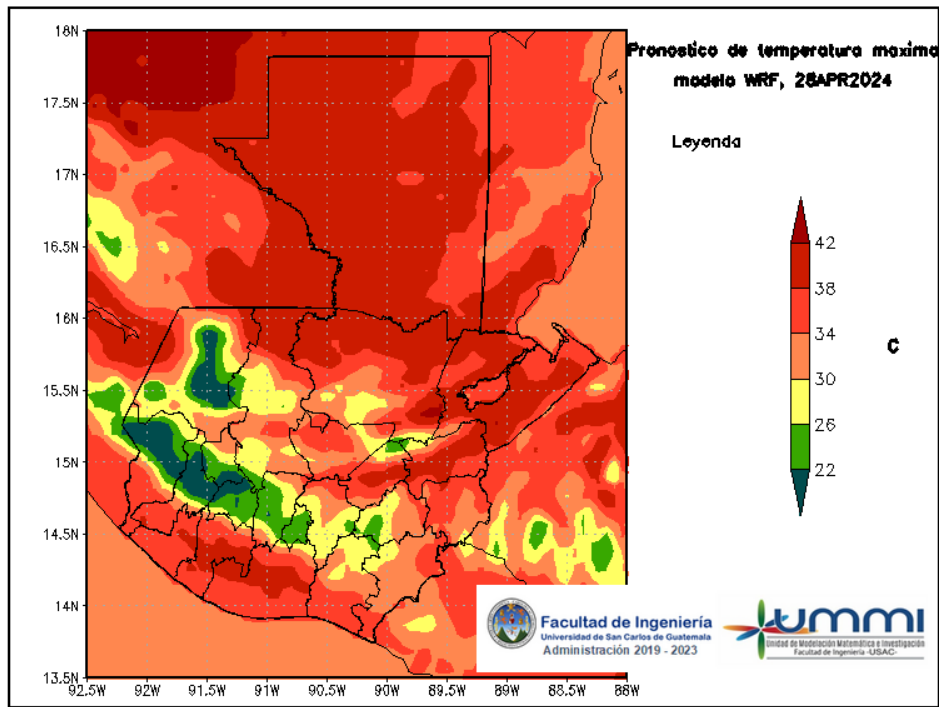 Pronostico de temperatura maxima
modelo WRF, 28APR2024
Leyenda
42
38
34
30
26
22
C
18N
17.5N
17N
16.5N
16N
15.5N
15N
14.5N
14N
13.5N
92.5W
92W
91.5W
91W
90.5W
90W
89.5W
89W
88.5W
88W
Facultad de Ingeniería
Universidad de San Carlos de Guatemala
Administración 2019 - 2023
UMMI
Unidad de Modelación Matemática e Investigación
Facultad de Ingeniería -USAC-